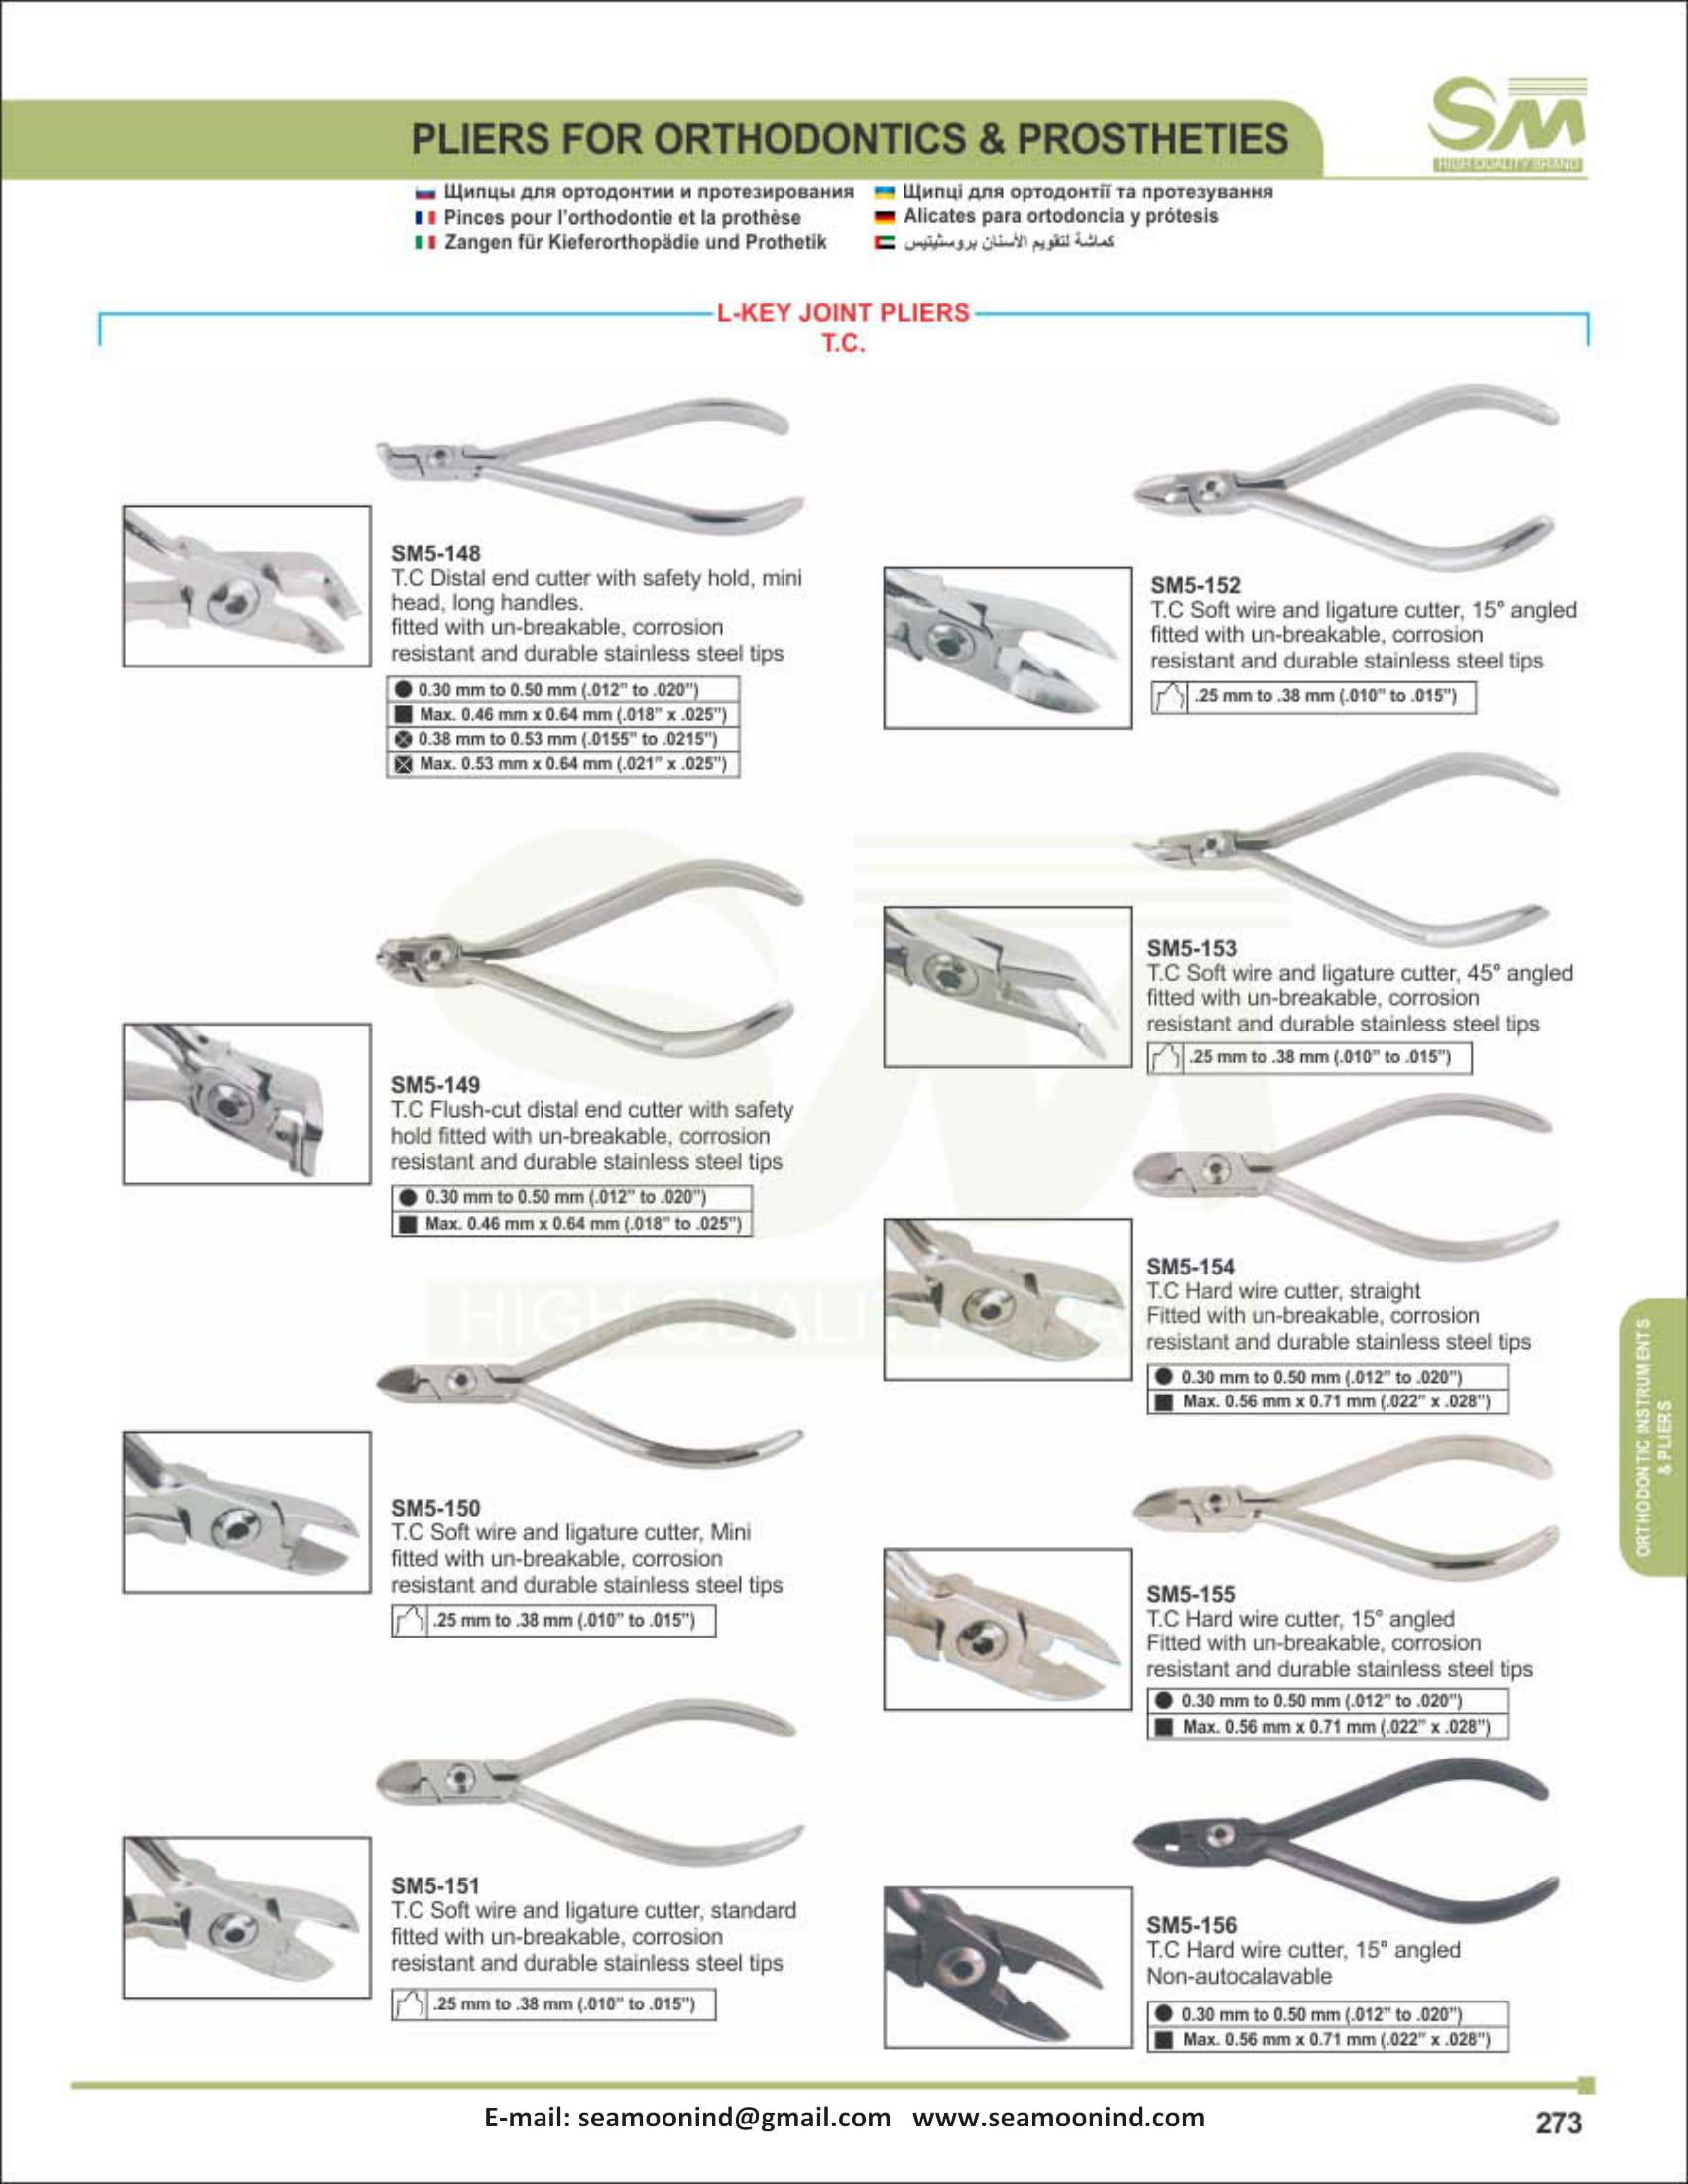 SM
HIGH QUALITY BRAND
PLIERS FOR ORTHODONTICS & PROSTHETIES
Щипцы для ортодонтии и протезирования
Щипці для ортодонтії та протезування
Pinces pour l'orthodontie et la prothèse
Alicates para ortodoncia y prótesis
Zangen für Kieferorthopädie und Prothetik
كماشة لتقويم الأسنان بروستيتيس
L-KEY JOINT PLIERS
T.C.
SM5-148
T.C Distal end cutter with safety hold, mini
head, long handles.
fitted with un-breakable, corrosion
resistant and durable stainless steel tips
0.30 mm to 0.50 mm (.012" to .020")
Max. 0.46 mm x 0.64 mm (.018" x .025")
0.38 mm to 0.53 mm (.0155" to .0215")
Max. 0.53 mm x 0.64 mm (.021" x .025")
SM5-149
T.C Flush-cut distal end cutter with safety
hold fitted with un-breakable, corrosion
resistant and durable stainless steel tips
0.30 mm to 0.50 mm (.012" to .020")
Max. 0.46 mm x 0.64 mm (.018" to .025")
SM5-150
T.C Soft wire and ligature cutter, Mini
fitted with un-breakable, corrosion
resistant and durable stainless steel tips
.25 mm to .38 mm (.010" to .015")
SM5-151
T.C Soft wire and ligature cutter, standard
fitted with un-breakable, corrosion
resistant and durable stainless steel tips
.25 mm to .38 mm (.010" to .015")
SM5-152
T.C Soft wire and ligature cutter, 15° angled
fitted with un-breakable, corrosion
resistant and durable stainless steel tips
.25 mm to .38 mm (.010" to .015")
SM5-153
T.C Soft wire and ligature cutter, 45° angled
fitted with un-breakable, corrosion
resistant and durable stainless steel tips
.25 mm to .38 mm (.010" to .015")
SM5-154
T.C Hard wire cutter, straight
Fitted with un-breakable, corrosion
resistant and durable stainless steel tips
0.30 mm to 0.50 mm (.012" to .020")
Max. 0.56 mm x 0.71 mm (.022" x .028")
SM5-155
T.C Hard wire cutter, 15° angled
Fitted with un-breakable, corrosion
resistant and durable stainless steel tips
0.30 mm to 0.50 mm (.012" to .020")
Max. 0.56 mm x 0.71 mm (.022" x .028")
SM5-156
T.C Hard wire cutter, 15° angled
Non-autocalavable
0.30 mm to 0.50 mm (.012" to .020")
Max. 0.56 mm x 0.71 mm (.022" x .028")
ORTHODONTIC INSTRUMENTS
& PLIERS
E-mail: seamoonind@gmail.com www.seamoonind.com
273